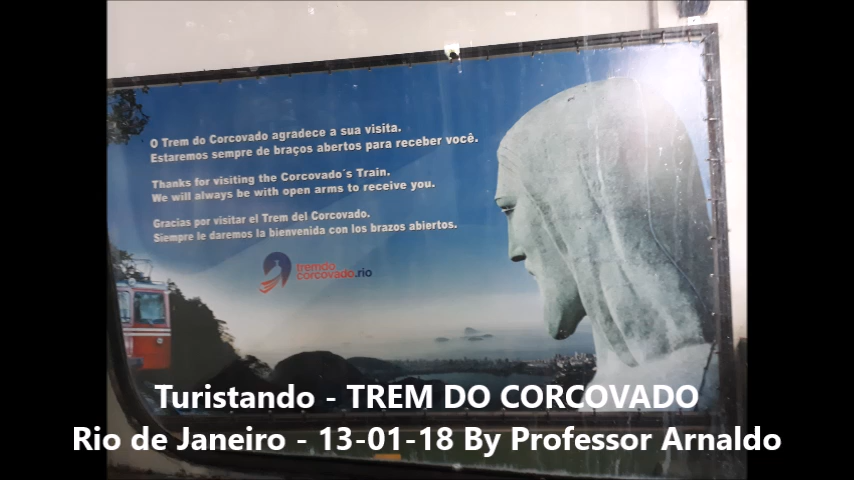 O Trem do Corcovado agradece a sua visita.
Estaremos sempre de braços abertos para receber você.
Thanks for visiting the Corcovado´s Train.
We will always be with open arms to receive you.
Gracias por visitar el Trem del Corcovado.
Siempre le daremos la bienvenida con los brazos abiertos.
tremdo
corcovado.rio
Turistando - TREM DO CORCOVADO
Rio de Janeiro - 13-01-18 By Professor Arnaldo